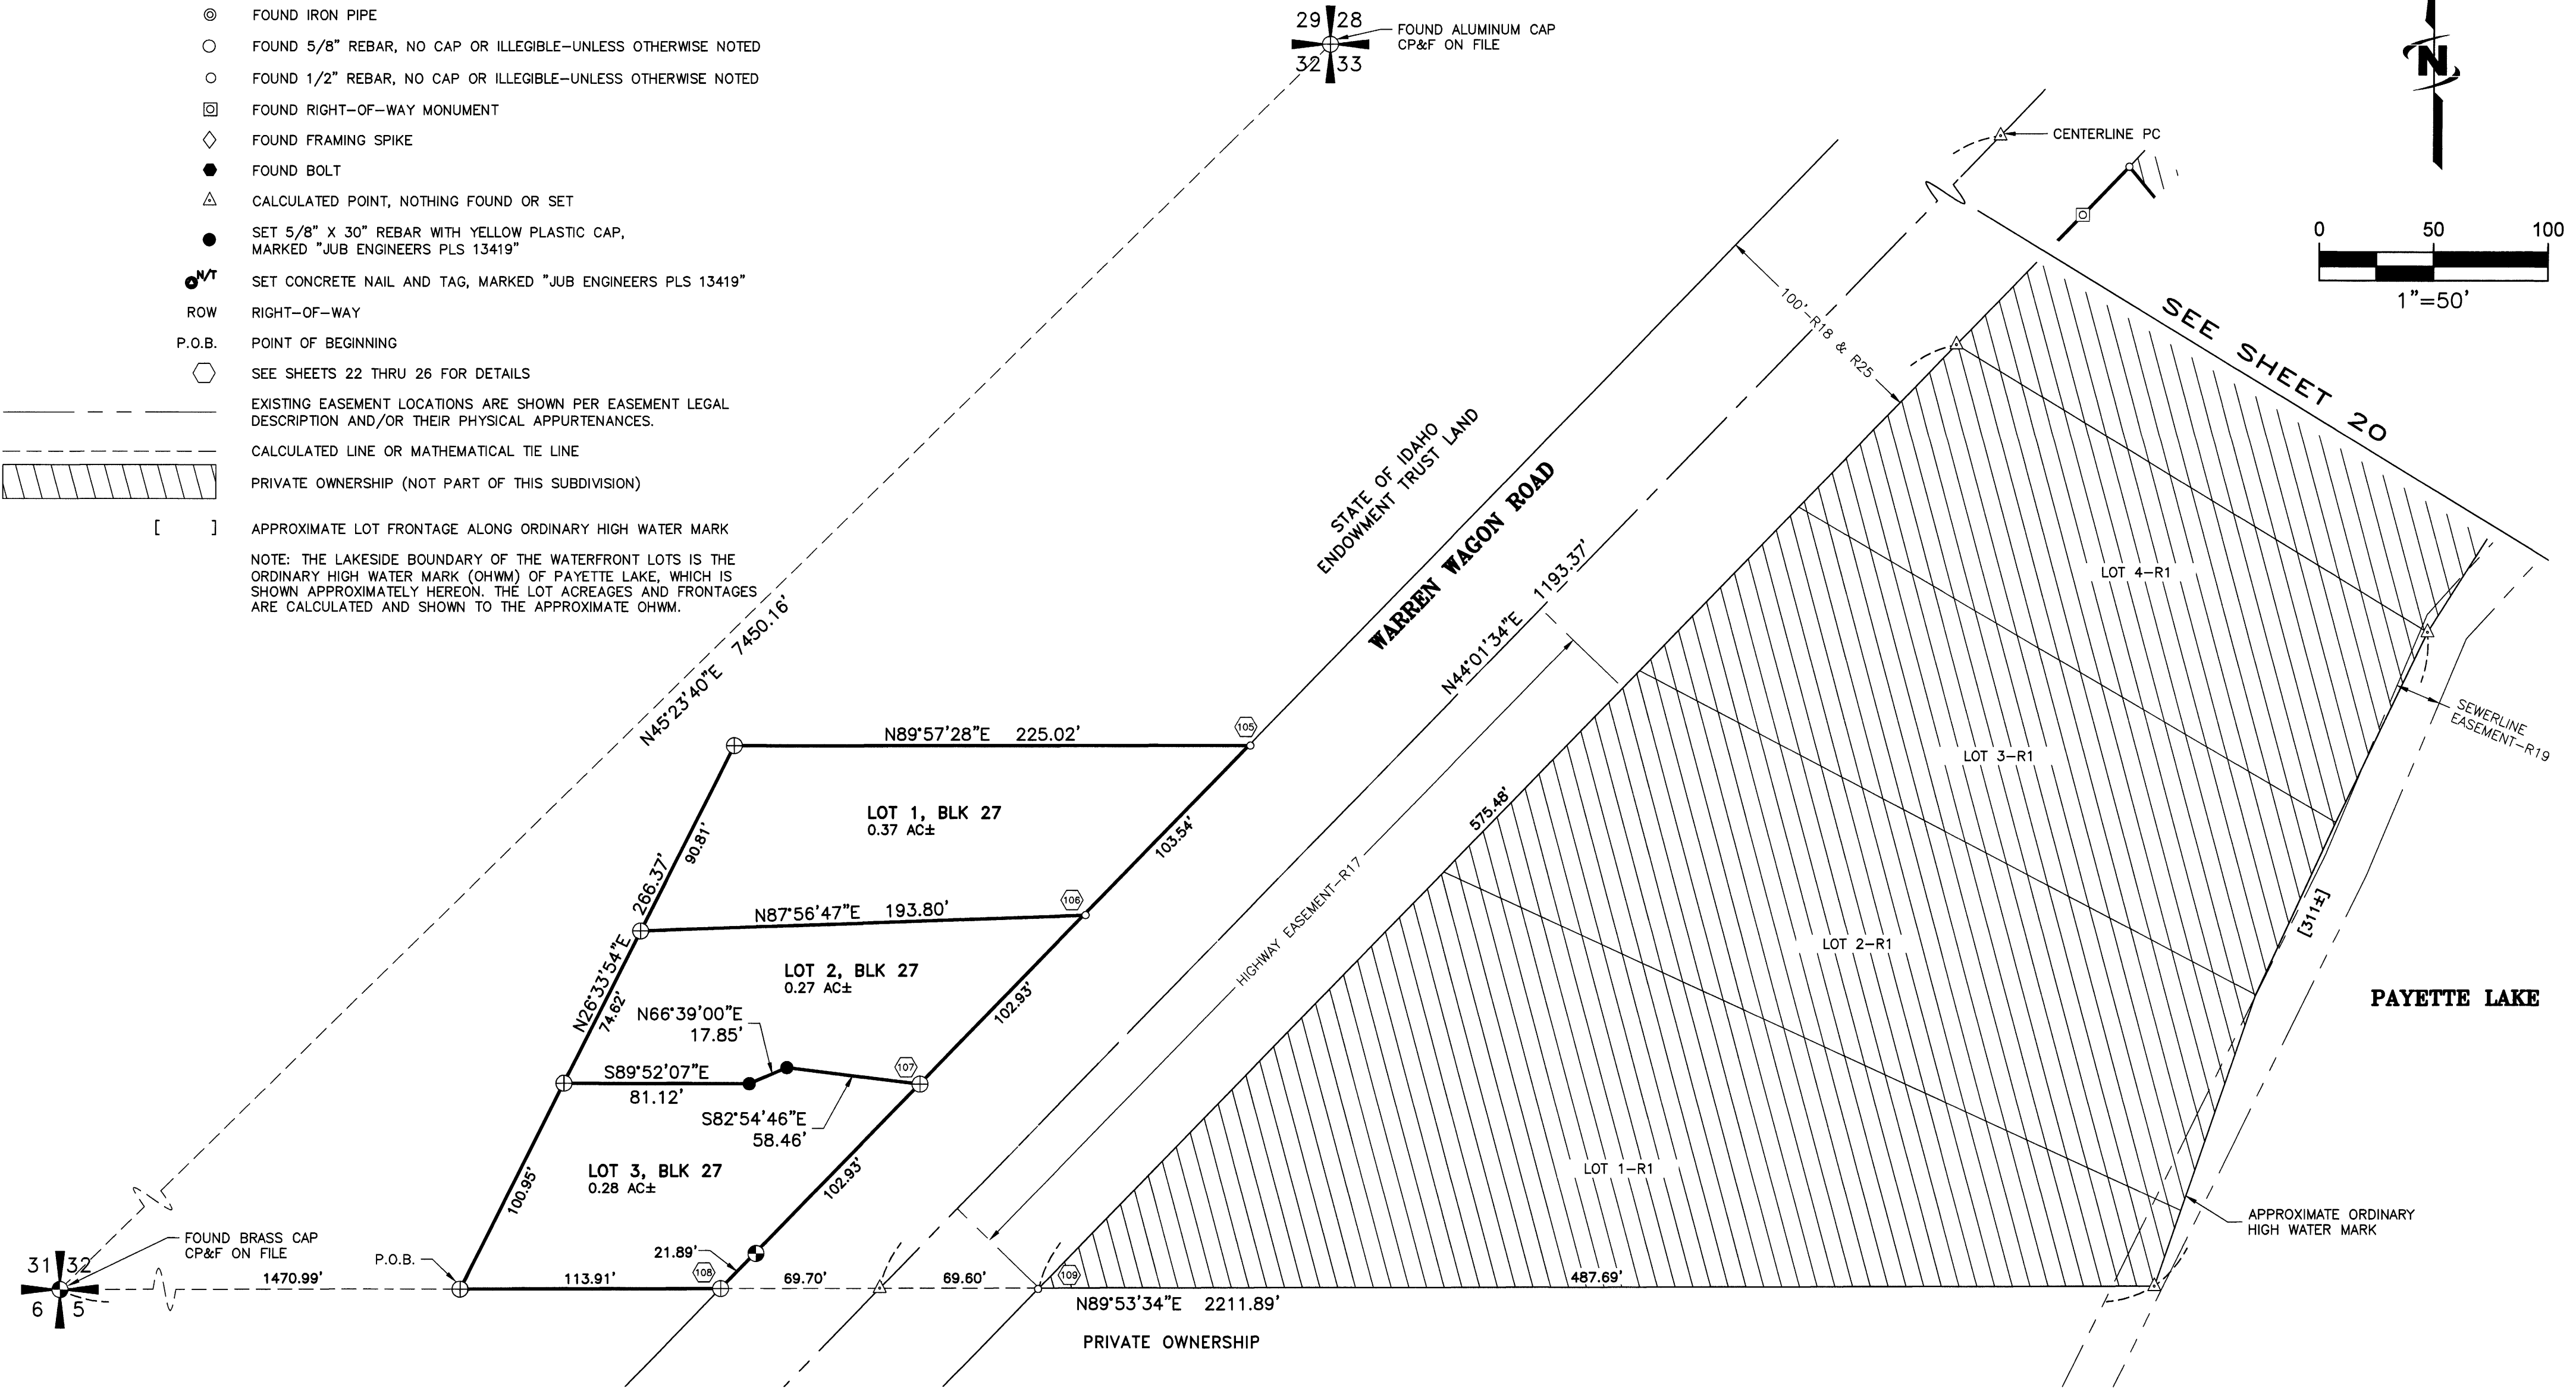 FOUND IRON PIPE
FOUND 5/8" REBAR, NO CAP OR ILLEGIBLE-UNLESS OTHERWISE NOTED
FOUND 1/2" REBAR, NO CAP OR ILLEGIBLE-UNLESS OTHERWISE NOTED
FOUND RIGHT-OF-WAY MONUMENT
FOUND FRAMING SPIKE
FOUND BOLT
CALCULATED POINT, NOTHING FOUND OR SET
SET 5/8" X 30" REBAR WITH YELLOW PLASTIC CAP,
MARKED "JUB ENGINEERS PLS 13419"
N/T SET CONCRETE NAIL AND TAG, MARKED "JUB ENGINEERS PLS 13419"
ROW RIGHT-OF-WAY
P.O.B. POINT OF BEGINNING
SEE SHEETS 22 THRU 26 FOR DETAILS
EXISTING EASEMENT LOCATIONS ARE SHOWN PER EASEMENT LEGAL
DESCRIPTION AND/OR THEIR PHYSICAL APPURTENANCES.
CALCULATED LINE OR MATHEMATICAL TIE LINE
PRIVATE OWNERSHIP (NOT PART OF THIS SUBDIVISION)
[ ] APPROXIMATE LOT FRONTAGE ALONG ORDINARY HIGH WATER MARK
NOTE: THE LAKESIDE BOUNDARY OF THE WATERFRONT LOTS IS THE
ORDINARY HIGH WATER MARK (OHWM) OF PAYETTE LAKE, WHICH IS
SHOWN APPROXIMATELY HEREON. THE LOT ACREAGES AND FRONTAGES
ARE CALCULATED AND SHOWN TO THE APPROXIMATE OHWM.
29 28
32 33
FOUND ALUMINUM CAP
CP&F ON FILE
CENTERLINE PC
N
0 50 100
1"=50'
SEE SHEET 20
100'-R18 & R25
STATE OF IDAHO
ENDOWMENT TRUST LAND
WARREN WAGON ROAD
N44°01'34"E 1193.37'
HIGHWAY EASEMENT-R17
575.48'
LOT 4-R1
LOT 3-R1
LOT 2-R1
LOT 1-R1
SEWERLINE
EASEMENT-R19
[311±]
PAYETTE LAKE
APPROXIMATE ORDINARY
HIGH WATER MARK
N45°23'40"E 7450.16'
N89°57'28"E 225.02'
105
LOT 1, BLK 27
0.37 AC±
90.81'
103.54'
266.37'
N26°33'54"E
N87°56'47"E 193.80'
106
LOT 2, BLK 27
0.27 AC±
74.62'
102.93'
N66°39'00"E
17.85'
107
S89°52'07"E
81.12'
S82°54'46"E
58.46'
LOT 3, BLK 27
0.28 AC±
100.95'
102.93'
21.89'
P.O.B.
FOUND BRASS CAP
CP&F ON FILE
31 32
6 5
1470.99'
113.91'
108
69.70'
69.60'
109
487.69'
N89°53'34"E 2211.89'
PRIVATE OWNERSHIP